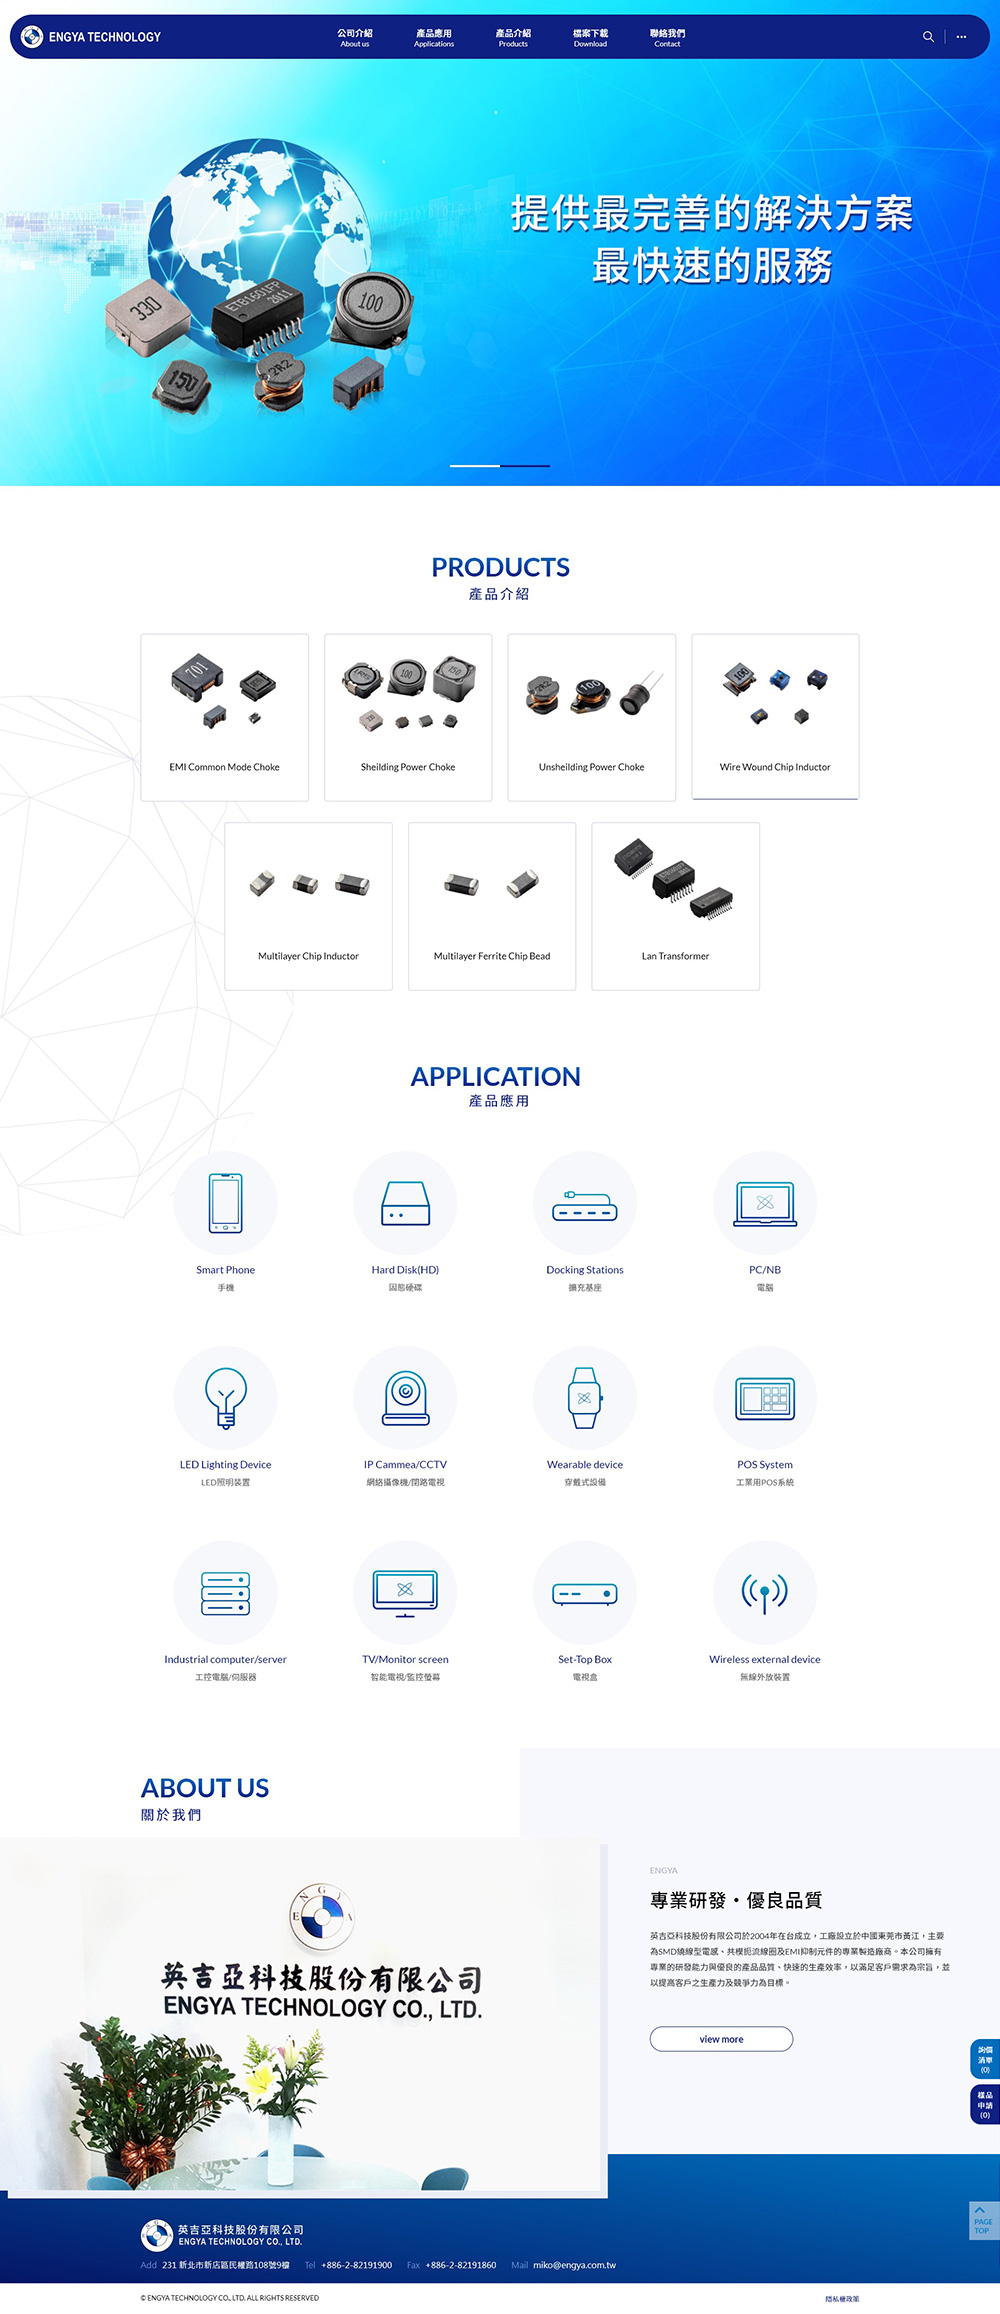 ENGYA TECHNOLOGY
公司介紹 產品應用 產品介紹 檔案下載 聯絡我們
About us Applications Products Download Contact
提供最完善的解決方案
最快速的服務
330
ETB1601FP
2011
100
150
2R2
PRODUCTS
產品介紹
701
100
150
330
2R2
100
100
EMI Common Mode Choke
Sheilding Power Choke
Unsheilding Power Choke
Wire Wound Chip Inductor
Multilayer Chip Inductor
Multilayer Ferrite Chip Bead
Lan Transformer
APPLICATION
產品應用
Smart Phone
手機
Hard Disk(HD)
固態硬碟
Docking Stations
擴充基座
PC/NB
電腦
LED Lighting Device
LED照明裝置
IP Cammea/CCTV
網絡攝像機/閉路電視
Wearable device
穿戴式設備
POS System
工業用POS系統
Industrial computer/server
工控電腦/伺服器
TV/Monitor screen
智能電視/監控螢幕
Set-Top Box
電視盒
Wireless external device
無線外放裝置
ABOUT US
關於我們
ENGYA
英吉亞科技股份有限公司
ENGYA TECHNOLOGY CO., LTD.
ENGYA
專業研發・優良品質
英吉亞科技股份有限公司於2004年在台成立，工廠設立於中國東莞市黃江，主要
為SMD繞線型電感、共模扼流線圈及EMI抑制元件的專業製造廠商。本公司擁有
專業的研發能力與優良的產品品質、快速的生產效率，以滿足客戶需求為宗旨，並
以提高客戶之生產力及競爭力為目標。
view more
詢價
清單
(0)
樣品
申請
(0)
PAGE
TOP
英吉亞科技股份有限公司
ENGYA TECHNOLOGY CO., LTD.
Add 231 新北市新店區民權路108號9樓 Tel +886-2-82191900 Fax +886-2-82191860 Mail miko@engya.com.tw
© ENGYA TECHNOLOGY CO., LTD. ALL RIGHTS RESERVED
隱私權政策